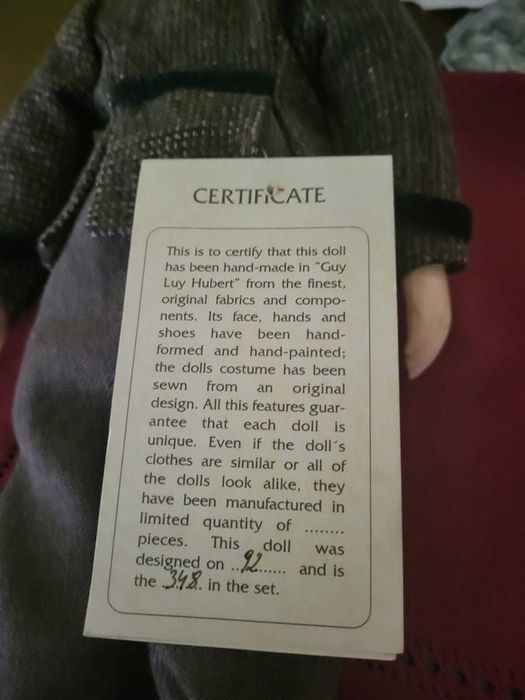 CERTIFICATE
This is to certify that this doll
has been hand-made in "Guy
Luy Hubert" from the finest,
original fabrics and compo-
nents. Its face, hands and
shoes have been hand-
formed and hand-painted;
the dolls costume has been
sewn from an original
design. All this features guar-
antee that each doll is
unique. Even if the doll´s
clothes are similar or all of
the dolls look alike, they
have been manufactured in
limited quantity of ........
pieces. This doll was
designed on ..92...... and is
the .348. in the set.